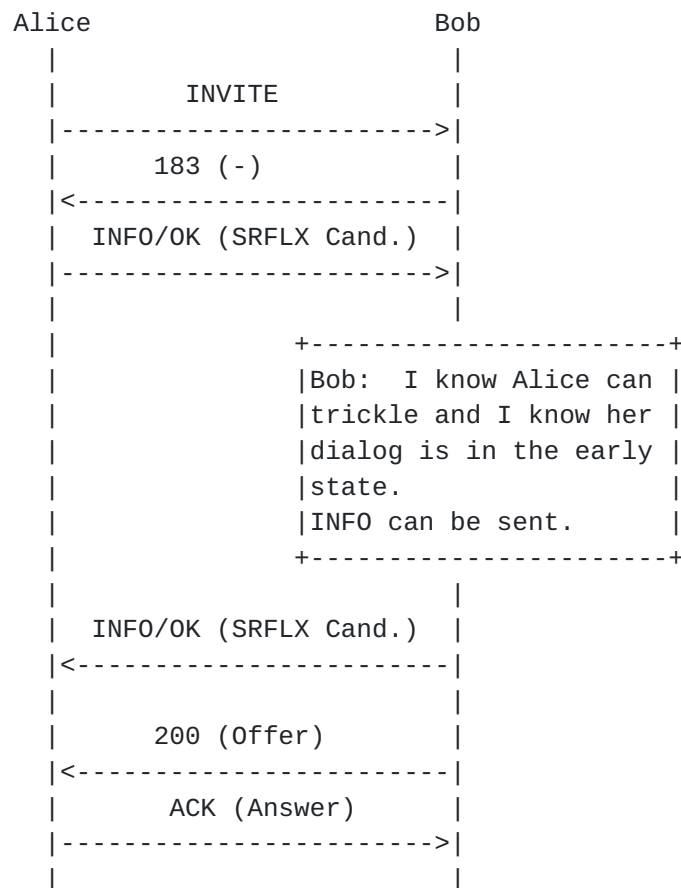 Alice Bob
INVITE
183 (-)
INFO/OK (SRFLX Cand.)
Bob: I know Alice can
trickle and I know her
dialog is in the early
state.
INFO can be sent.
INFO/OK (SRFLX Cand.)
200 (Offer)
ACK (Answer)